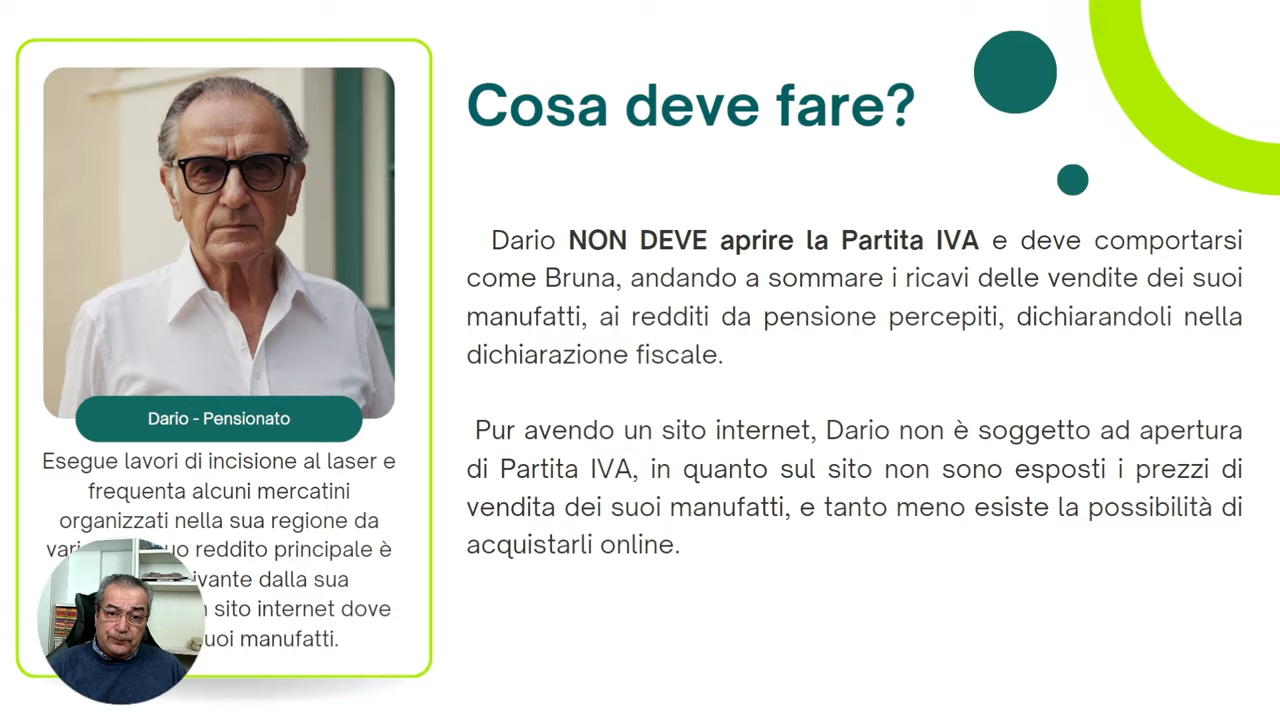 Cosa deve fare?
Dario NON DEVE aprire la Partita IVA e deve comportarsi
come Bruna, andando a sommare i ricavi delle vendite dei suoi
manufatti, ai redditi da pensione percepiti, dichiarandoli nella
dichiarazione fiscale.
Pur avendo un sito internet, Dario non è soggetto ad apertura
di Partita IVA, in quanto sul sito non sono esposti i prezzi di
vendita dei suoi manufatti, e tanto meno esiste la possibilità di
acquistarli online.
Dario - Pensionato
Esegue lavori di incisione al laser e
frequenta alcuni mercatini
organizzati nella sua regione da
reddito principale è
dalla sua
sito internet dove
manufatti.